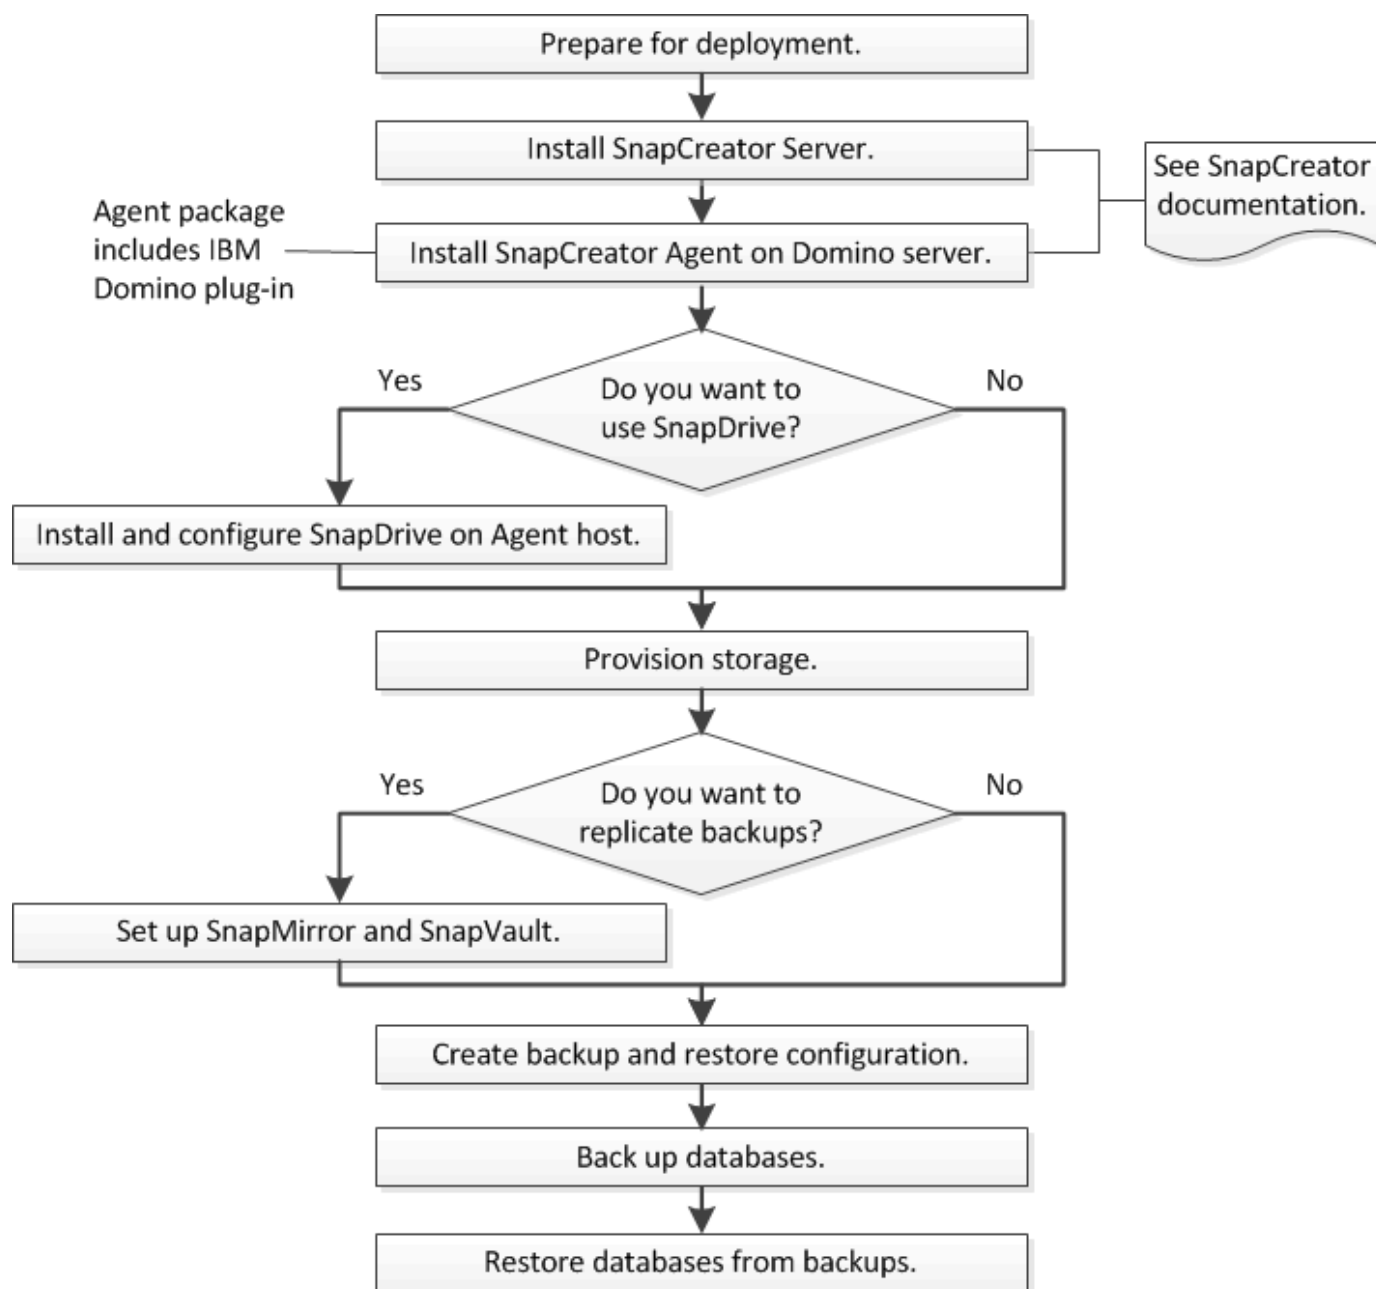 Prepare for deployment.
Install SnapCreator Server.
See SnapCreator
documentation.
Agent package
includes IBM
Domino plug-in
Install SnapCreator Agent on Domino server.
Yes
Do you want to
use SnapDrive?
No
Install and configure SnapDrive on Agent host.
Provision storage.
Yes
Do you want to
replicate backups?
No
Set up SnapMirror and SnapVault.
Create backup and restore configuration.
Back up databases.
Restore databases from backups.